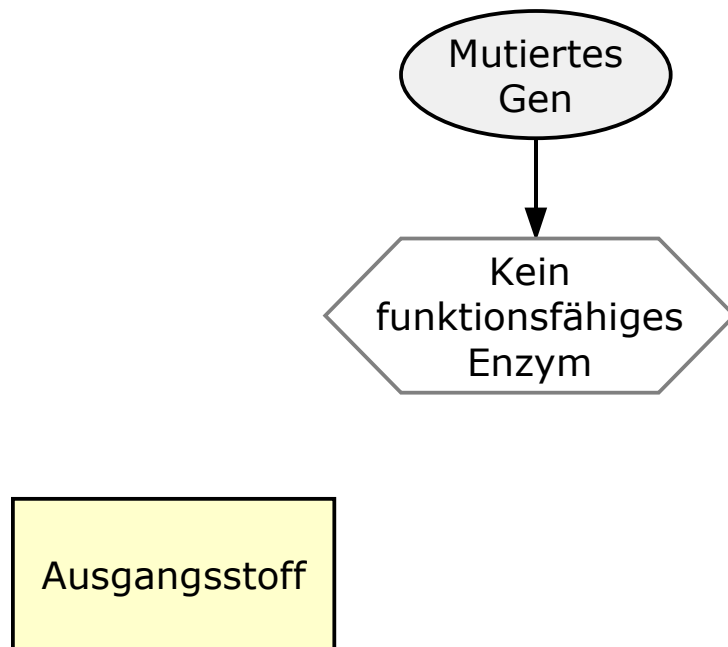 Mutiertes
Gen
Kein
funktionsfähiges
Enzym
Ausgangsstoff